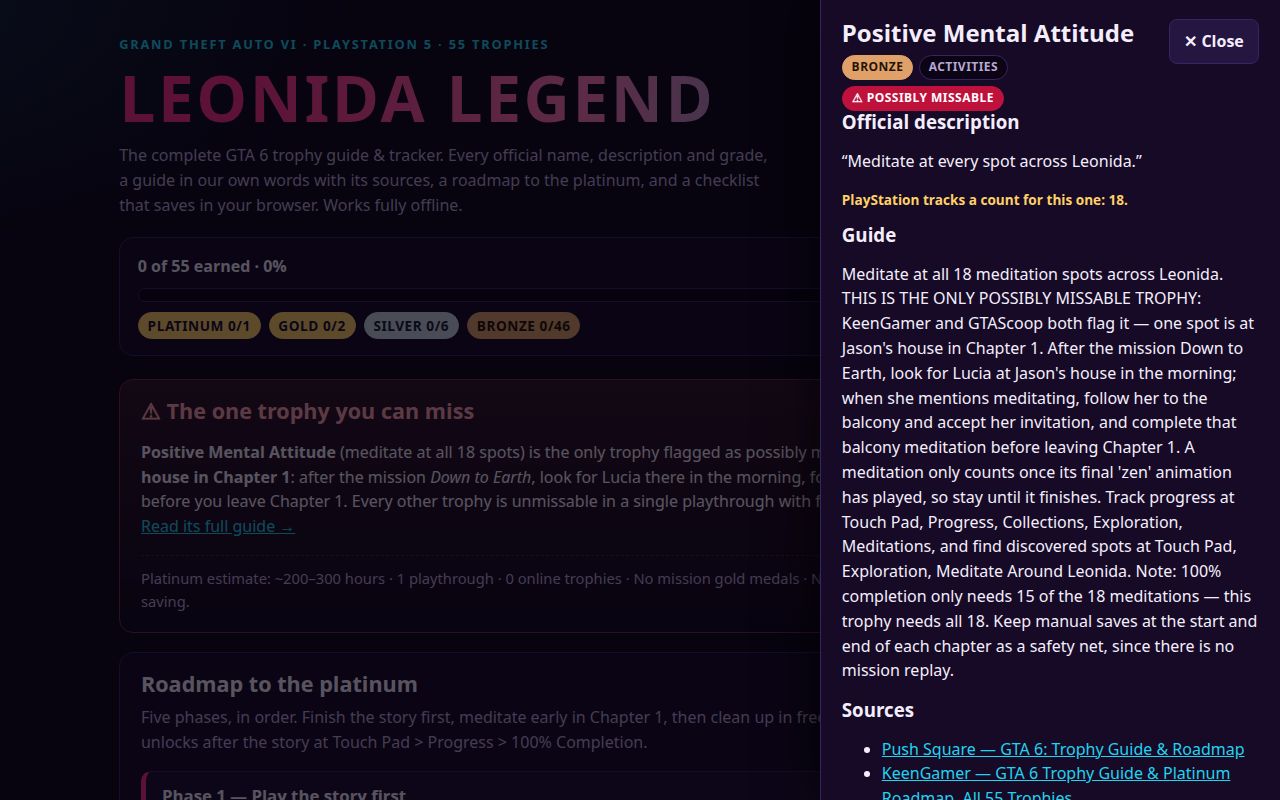 GRAND THEFT AUTO VI · PLAYSTATION 5 · 55 TROPHIES
LEONIDA LEGEND
The complete GTA 6 trophy guide & tracker. Every official name, description and grade,
a guide in our own words with its sources, a roadmap to the platinum, and a checklist
that saves in your browser. Works fully offline.
0 of 55 earned · 0%
PLATINUM 0/1 GOLD 0/2 SILVER 0/6 BRONZE 0/46
⚠ The one trophy you can miss
Positive Mental Attitude (meditate at all 18 spots) is the only trophy flagged as possibly
house in Chapter 1: after the mission Down to Earth, look for Lucia there in the morning,
before you leave Chapter 1. Every other trophy is unmissable in a single playthrough with
Read its full guide →
Platinum estimate: ~200–300 hours · 1 playthrough · 0 online trophies · No mission gold medals ·
saving.
Roadmap to the platinum
Five phases, in order. Finish the story first, meditate early in Chapter 1, then clean up in
unlocks after the story at Touch Pad > Progress > 100% Completion.
Phase 1 — Play the story first
Positive Mental Attitude
✕ Close
BRONZE ACTIVITIES
⚠ POSSIBLY MISSABLE
Official description
“Meditate at every spot across Leonida.”
PlayStation tracks a count for this one: 18.
Guide
Meditate at all 18 meditation spots across Leonida.
THIS IS THE ONLY POSSIBLY MISSABLE TROPHY:
KeenGamer and GTAScoop both flag it — one spot is at
Jason's house in Chapter 1. After the mission Down to
Earth, look for Lucia at Jason's house in the morning;
when she mentions meditating, follow her to the
balcony and accept her invitation, and complete that
balcony meditation before leaving Chapter 1. A
meditation only counts once its final 'zen' animation
has played, so stay until it finishes. Track progress at
Touch Pad, Progress, Collections, Exploration,
Meditations, and find discovered spots at Touch Pad,
Exploration, Meditate Around Leonida. Note: 100%
completion only needs 15 of the 18 meditations — this
trophy needs all 18. Keep manual saves at the start and
end of each chapter as a safety net, since there is no
mission replay.
Sources
Push Square — GTA 6: Trophy Guide & Roadmap
KeenGamer — GTA 6 Trophy Guide & Platinum
Roadmap, All 55 Trophies